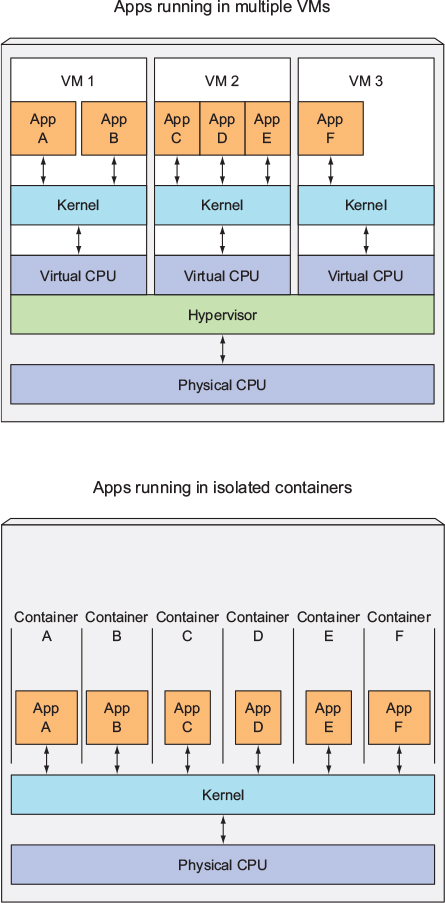 Apps running in multiple VMs
VM 1 VM 2 VM 3
App App App App App App
A B C D E F
Kernel Kernel Kernel
Virtual CPU Virtual CPU Virtual CPU
Hypervisor
Physical CPU
Apps running in isolated containers
Container Container Container Container Container Container
A B C D E F
App App App App App App
A B C D E F
Kernel
Physical CPU